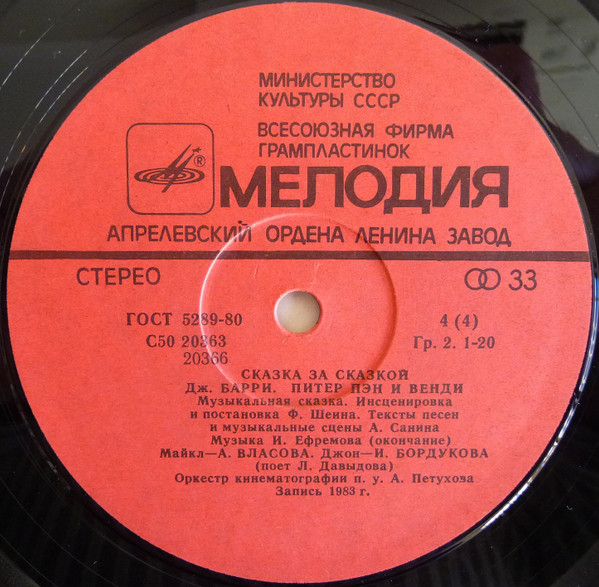 МИНИСТЕРСТВО
КУЛЬТУРЫ СССР
ВСЕСОЮЗНАЯ ФИРМА
ГРАМПЛАСТИНОК
®
МЕЛОДИЯ
АПРЕЛЕВСКИЙ ОРДЕНА ЛЕНИНА ЗАВОД
СТЕРЕО 33
ГОСТ 5289-80 4 (4)
С50 20363 Гр. 2. 1-20
20366
СКАЗКА ЗА СКАЗКОЙ
Дж. БАРРИ. ПИТЕР ПЭН И ВЕНДИ
Музыкальная сказка. Инсценировка
и постановка Ф. Шеина. Тексты песен
и музыкальные сцены А. Санина
Музыка И. Ефремова (окончание)
Майкл—А. ВЛАСОВА. Джон—И. БОРДУКОВА
(поет Л. Давыдова)
Оркестр кинематографии п. у. А. Петухова
Запись 1983 г.